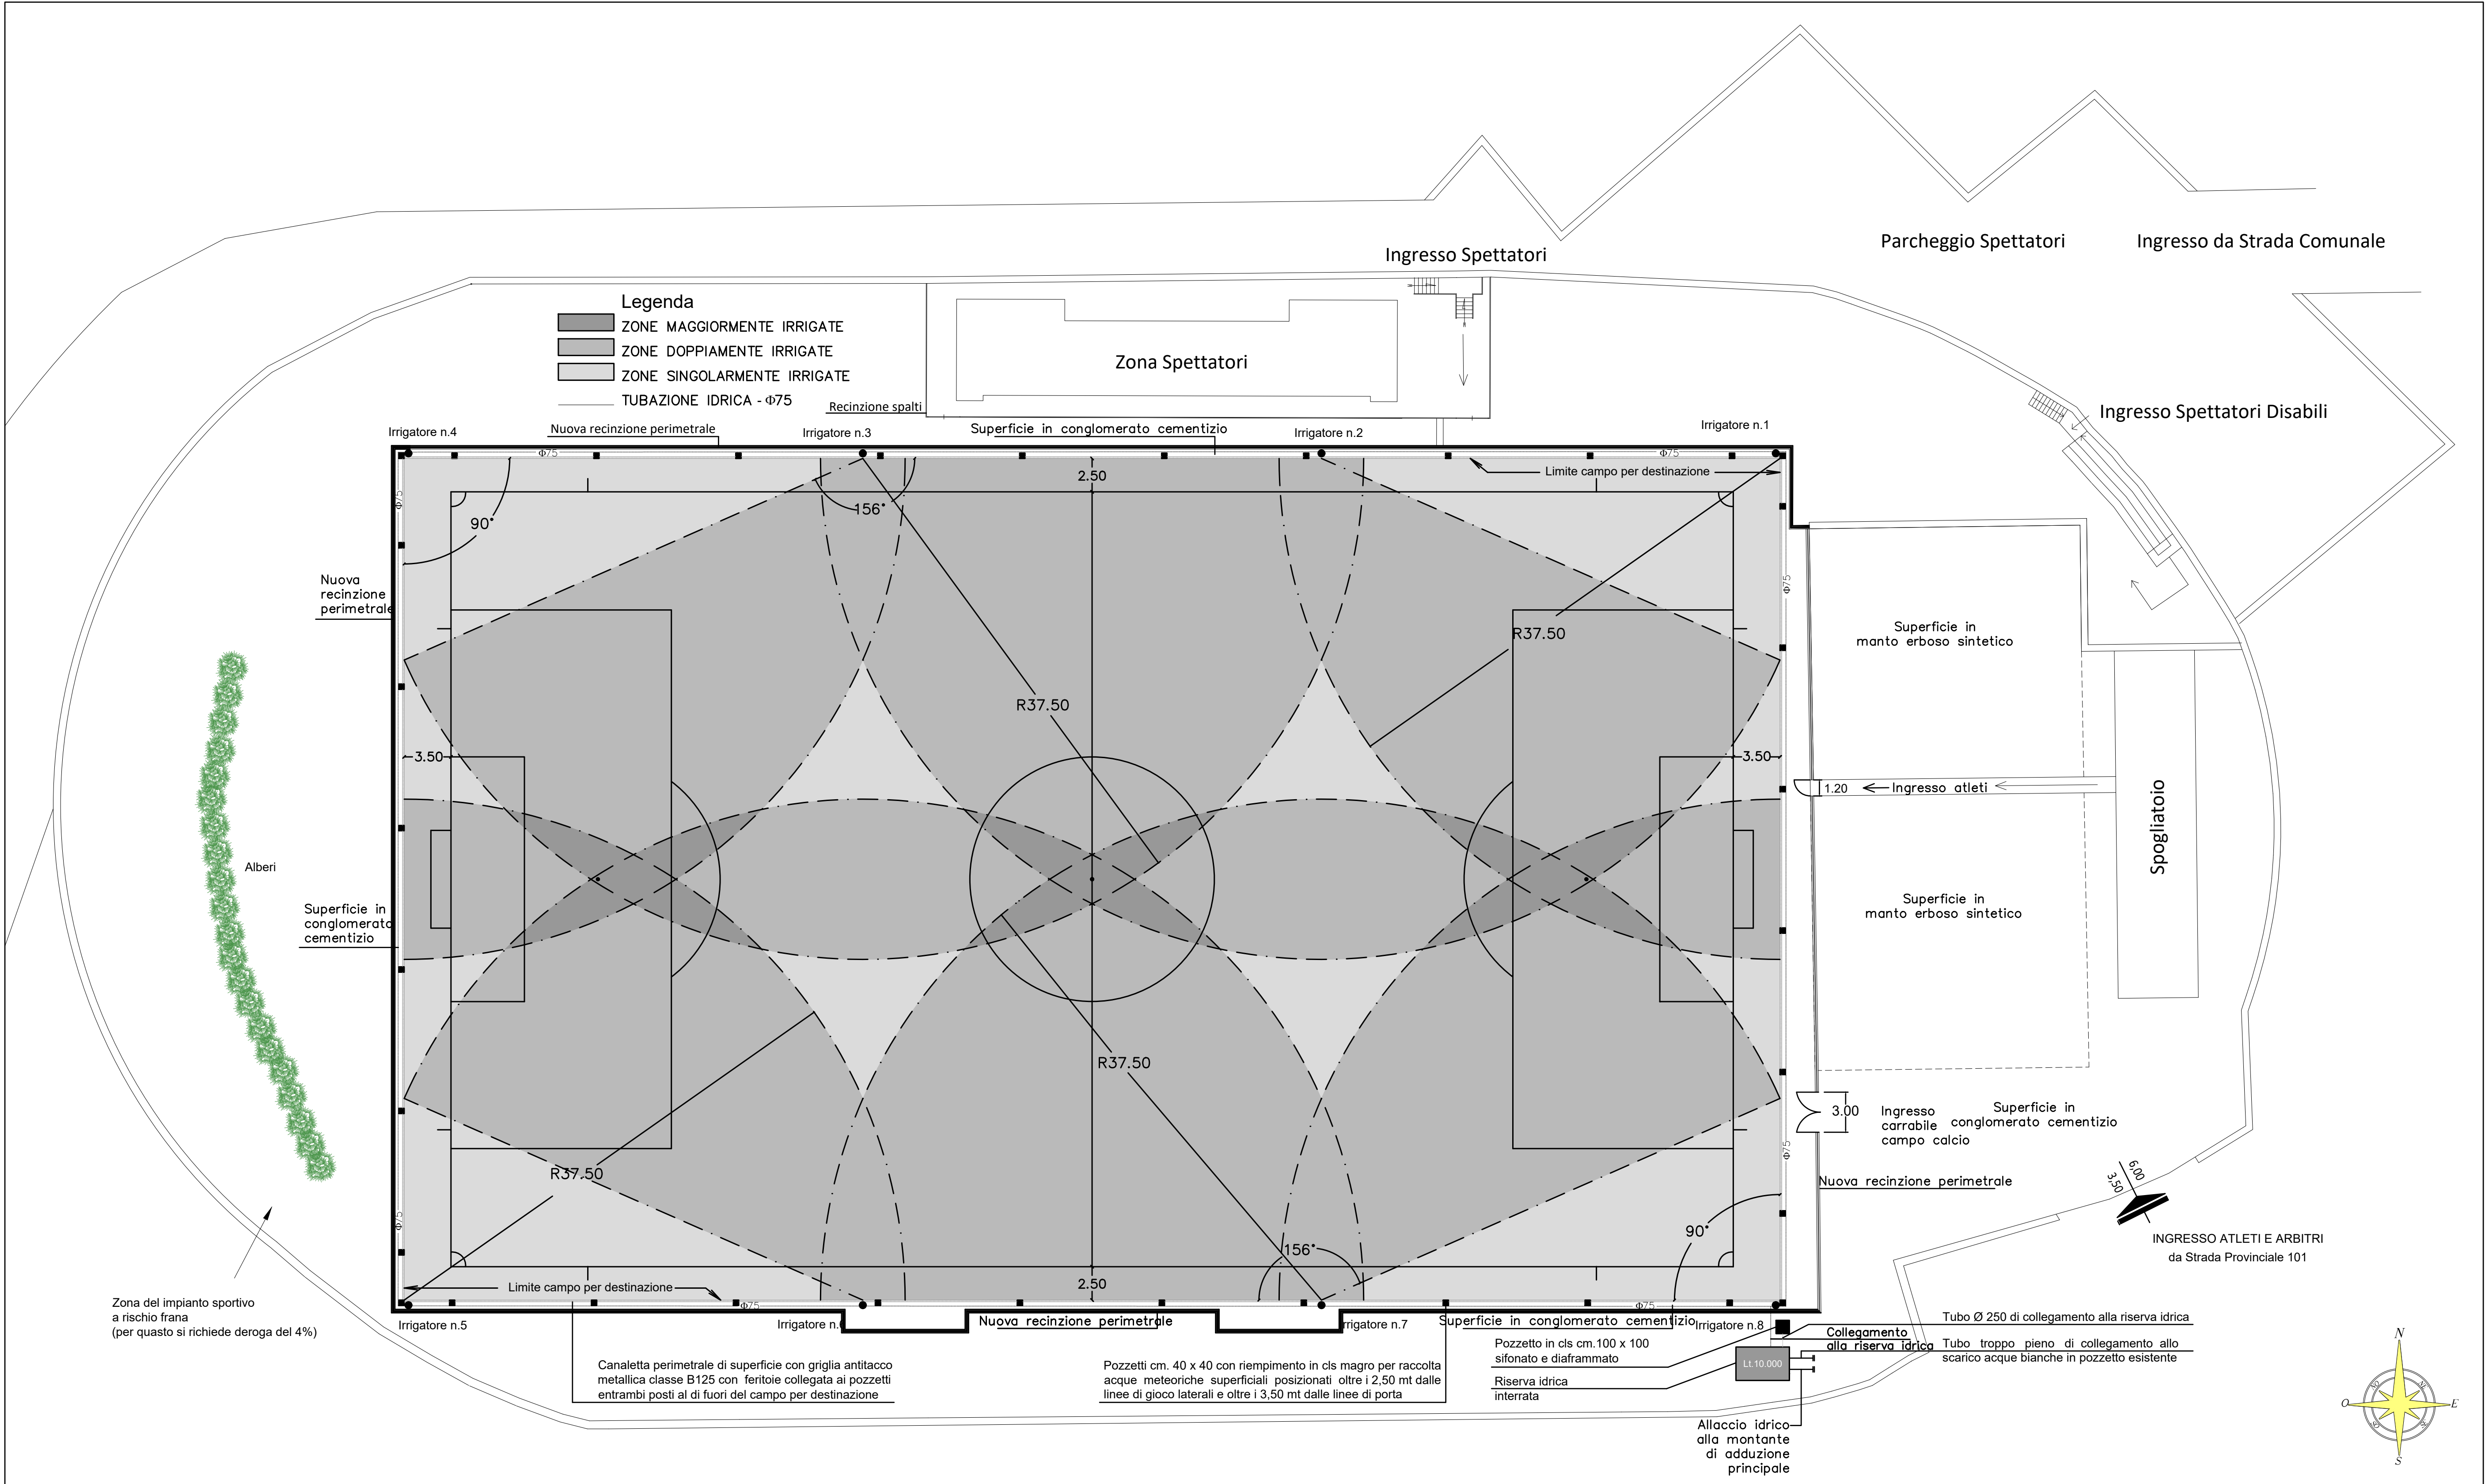 Parcheggio Spettatori
Ingresso da Strada Comunale
Ingresso Spettatori
Legenda
ZONE MAGGIORMENTE IRRIGATE
ZONE DOPPIAMENTE IRRIGATE
ZONE SINGOLARMENTE IRRIGATE
TUBAZIONE IDRICA - Φ75
Zona Spettatori
Recinzione spalti
Ingresso Spettatori Disabili
Irrigatore n.4
Nuova recinzione perimetrale
Irrigatore n.3
Superficie in conglomerato cementizio
Irrigatore n.2
Irrigatore n.1
Φ75
Φ75
Limite campo per destinazione
2.50
Φ75
90°
156°
Φ75
Nuova
recinzione
perimetrale
R37.50
R37.50
Superficie in
manto erboso sintetico
3.50
3.50
1.20
Ingresso atleti
Spogliatoio
Alberi
Superficie in
conglomerato
cementizio
Superficie in
manto erboso sintetico
R37.50
3.00
Ingresso
carrabile
campo calcio
Superficie in
conglomerato cementizio
Φ75
R37.50
Nuova recinzione perimetrale
6,00
3,50
INGRESSO ATLETI E ARBITRI
da Strada Provinciale 101
Φ75
90°
156°
2.50
Limite campo per destinazione
Φ75
Φ75
Zona del impianto sportivo
a rischio frana
(per quasto si richiede deroga del 4%)
Irrigatore n.5
Irrigatore n.6
Nuova recinzione perimetrale
Irrigatore n.7
Superficie in conglomerato cementizio
Irrigatore n.8
Canaletta perimetrale di superficie con griglia antitacco
metallica classe B125 con feritoie collegata ai pozzetti
entrambi posti al di fuori del campo per destinazione
Pozzetti cm. 40 x 40 con riempimento in cls magro per raccolta
acque meteoriche superficiali posizionati oltre i 2,50 mt dalle
linee di gioco laterali e oltre i 3,50 mt dalle linee di porta
Pozzetto in cls cm.100 x 100
sifonato e diaframmato
Riserva idrica
interrata
Lt.10.000
Collegamento
alla riserva idrica
Tubo Ø 250 di collegamento alla riserva idrica
Tubo troppo pieno di collegamento allo
scarico acque bianche in pozzetto esistente
Allaccio idrico
alla montante
di adduzione
principale
N
NO
NE
O
E
SO
SE
S